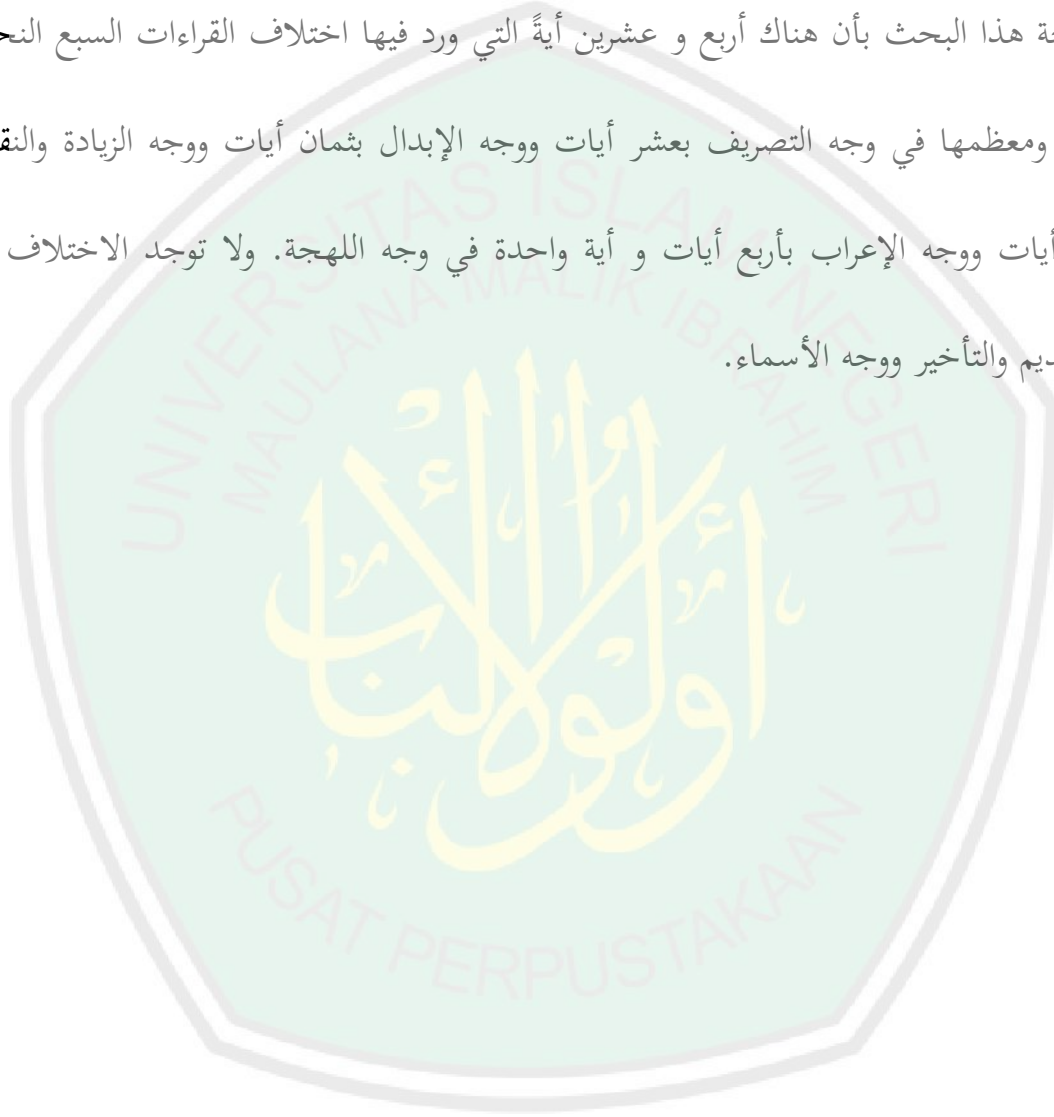 ة هذا البحث بأن هناك أربع و عشرين أيةً التي ورد فيها اختلاف القراءات السبع
ومعظمها في وجه التصريف بعشر أيات ووجه الإبدال بثمان أيات ووجه الزيادة
أيات ووجه الإعراب بأربع أيات و أية واحدة في وجه اللهجة. ولا توجد الاختلاف
ديم والتأخير ووجه الأسماء.
UNIVERSITAS ISLAM NEGERI
MAULANA MALIK IBRAHIM
PUSAT PERPUSTAKAAN